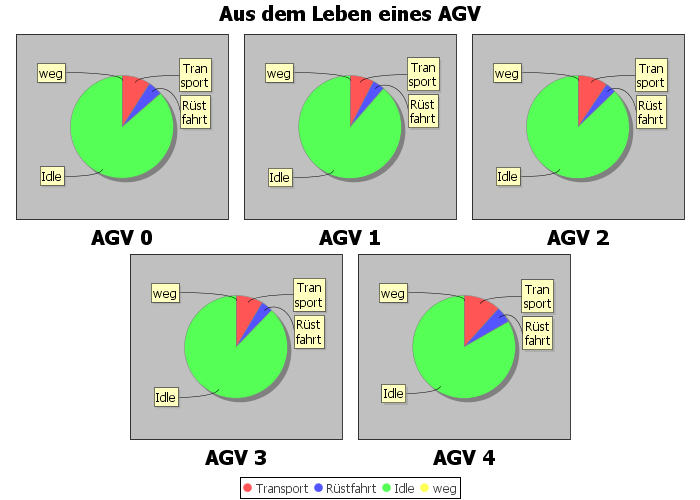 Aus dem Leben eines AGV
weg
Tran
sport
Rüst
fahrt
Idle
AGV 0
weg
Tran
sport
Rüst
fahrt
Idle
AGV 1
weg
Tran
sport
Rüst
fahrt
Idle
AGV 2
weg
Tran
sport
Rüst
fahrt
Idle
AGV 3
weg
Tran
sport
Rüst
fahrt
Idle
AGV 4
Transport Rüstfahrt Idle weg